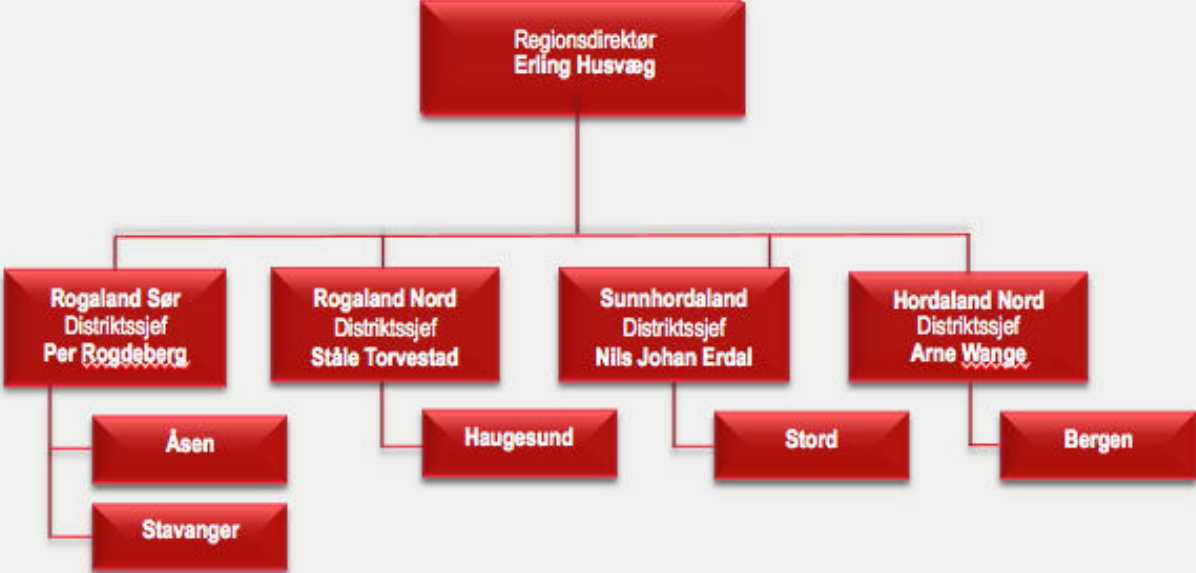 Regionsdirektør
Erling Husvæg
Rogaland Sør
Distriktssjef
Per Rogdeberg
Rogaland Nord
Distriktssjef
Ståle Torvestad
Sunnhordaland
Distriktssjef
Nils Johan Erdal
Hordaland Nord
Distriktssjef
Arne Wange
Åsen
Stavanger
Haugesund
Stord
Bergen